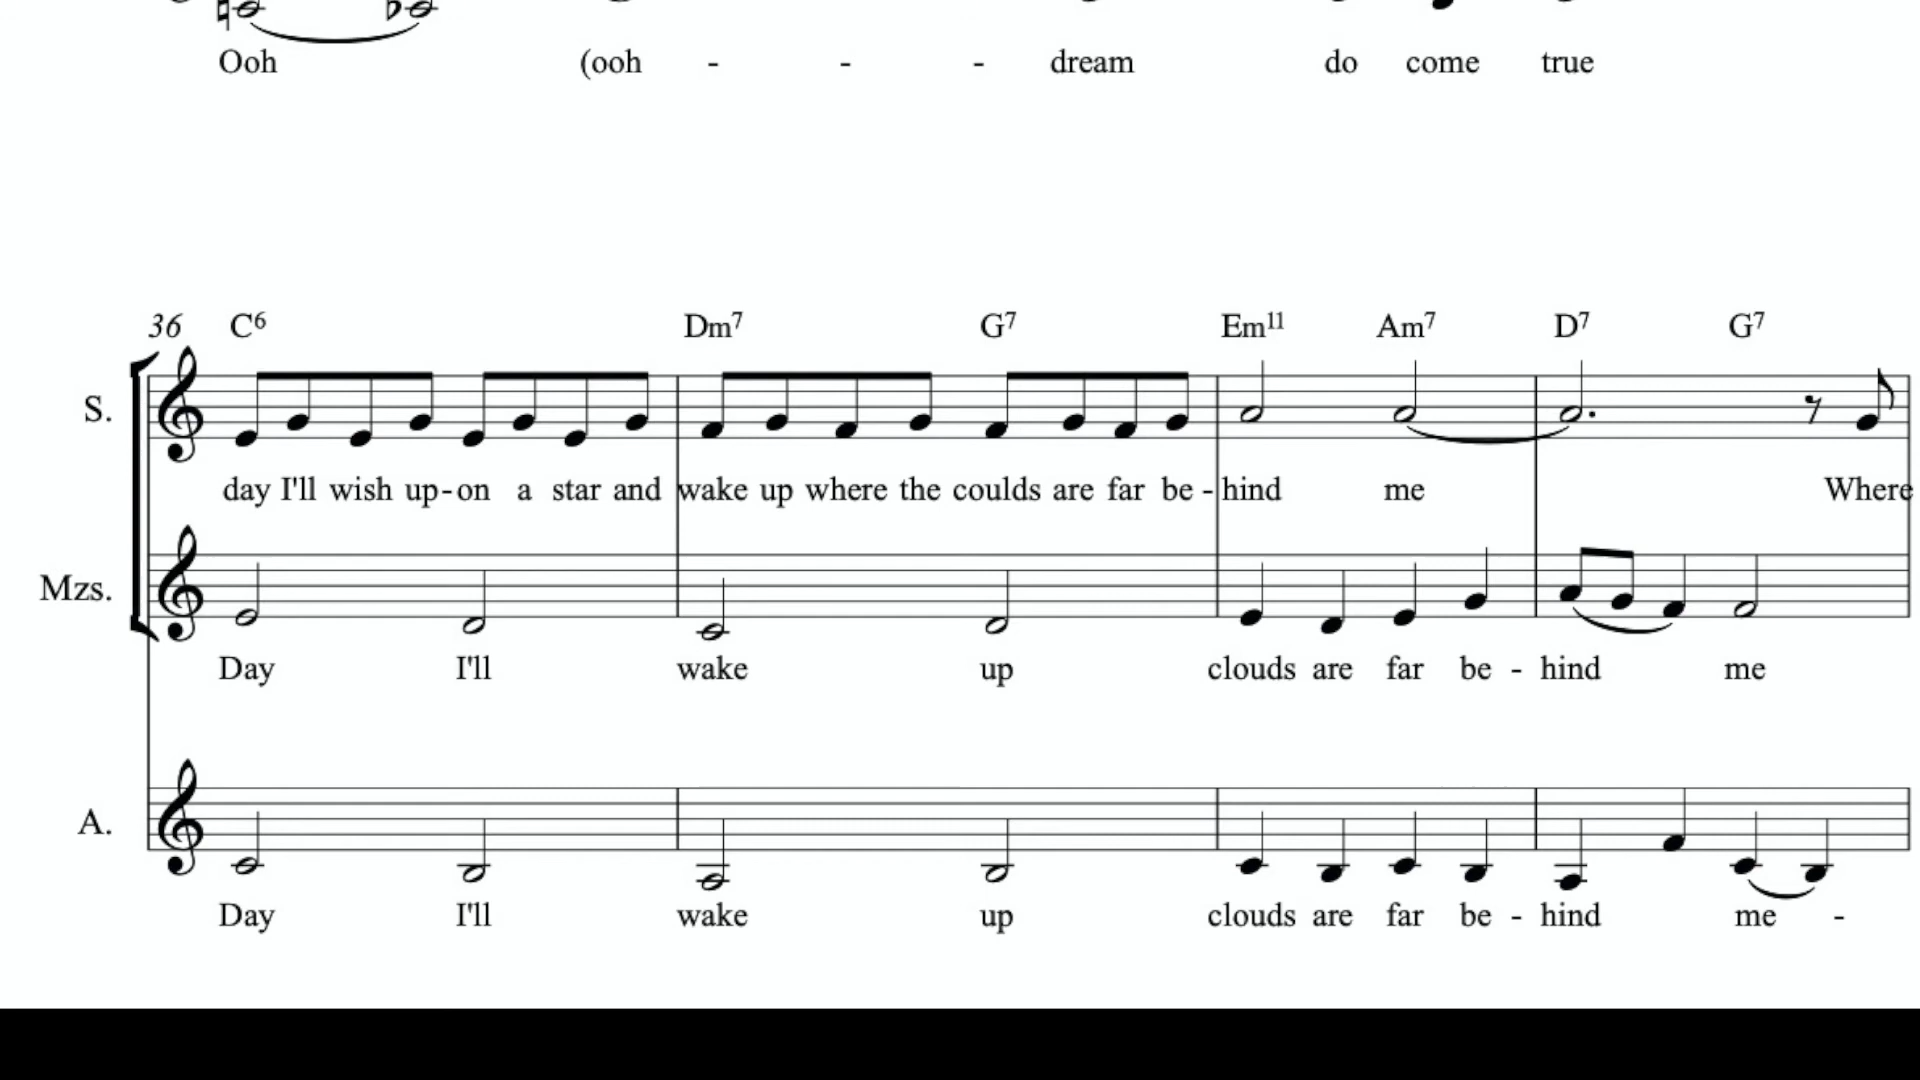 Ooh (ooh - - - dream do come true
36 C6 Dm7 G7 Em11 Am7 D7 G7
S.
day I'll wish up-on a star and wake up where the coulds are far be - hind me Where
Mzs.
Day I'll wake up clouds are far be - hind me
A.
Day I'll wake up clouds are far be - hind me -